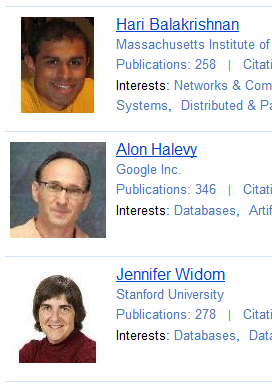 Hari Balakrishnan
Massachusetts Institute of
Publications: 258 | Citati
Interests: Networks & Com
Systems, Distributed & Pa
Alon Halevy
Google Inc.
Publications: 346 | Citati
Interests: Databases, Artif
Jennifer Widom
Stanford University
Publications: 278 | Citati
Interests: Databases, Data